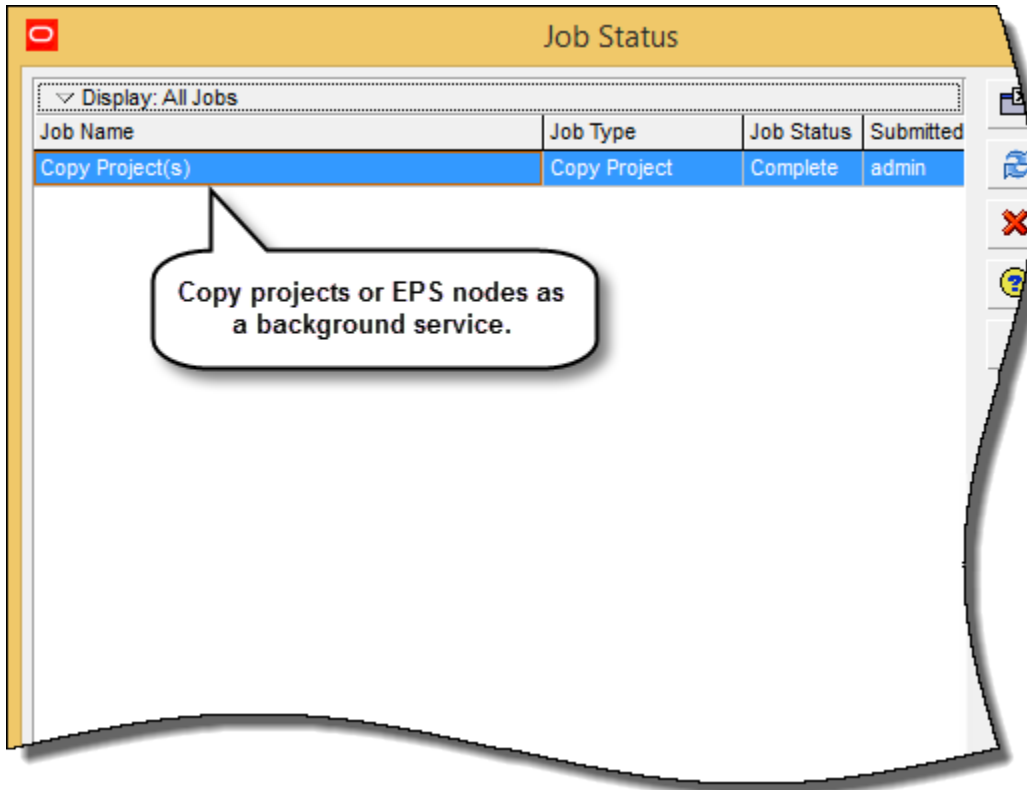 Job Status
Display: All Jobs
Job Name Job Type Job Status Submitted
Copy Project(s) Copy Project Complete admin
Copy projects or EPS nodes as
a background service.